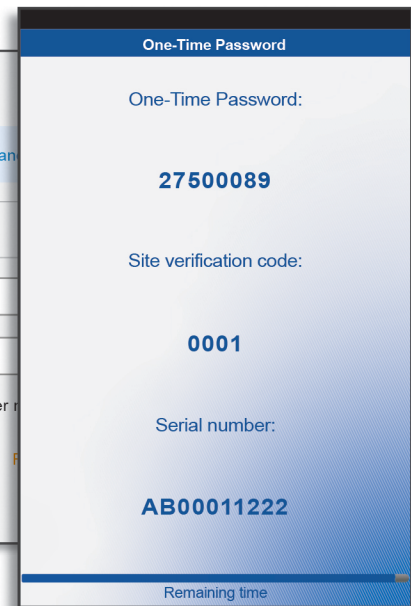 One-Time Password
One-Time Password:
27500089
Site verification code:
0001
Serial number:
AB00011222
Remaining time